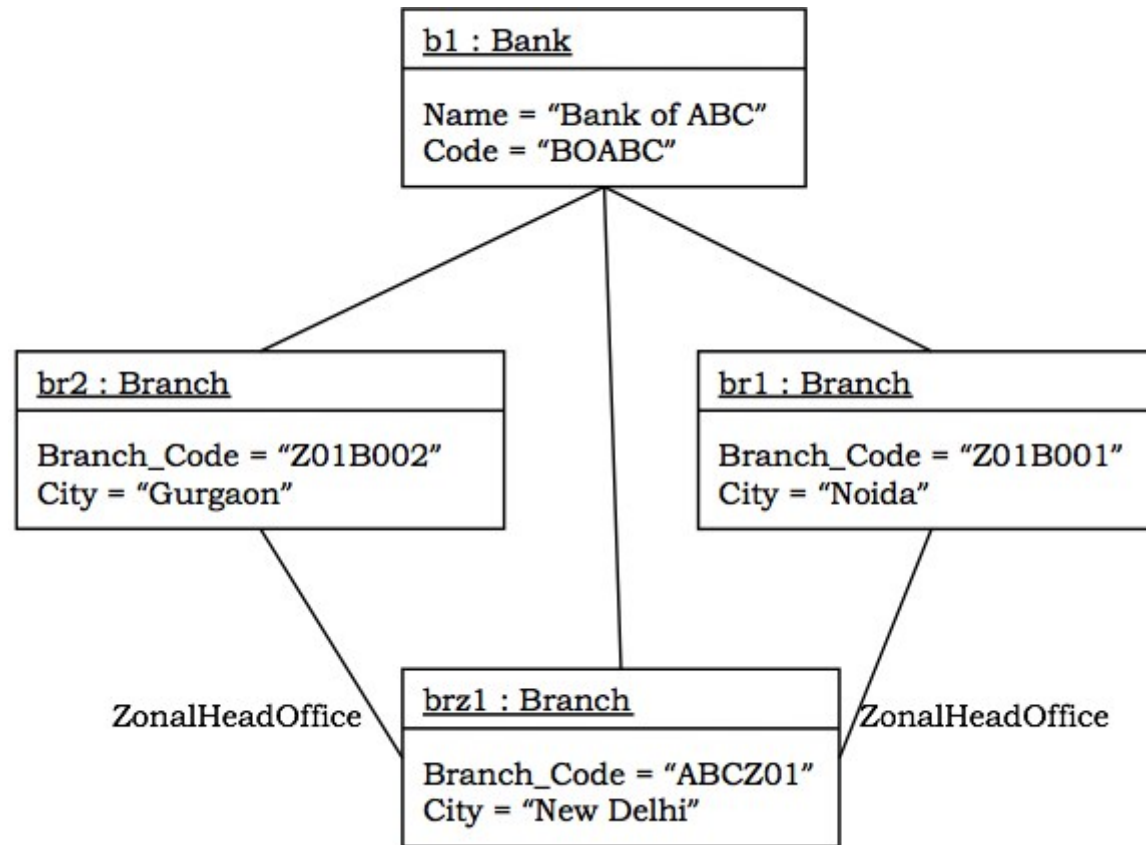 b1 : Bank
Name = “Bank of ABC”
Code = “BOABC”
br2 : Branch
Branch_Code = “Z01B002”
City = “Gurgaon”
br1 : Branch
Branch_Code = “Z01B001”
City = “Noida”
ZonalHeadOffice
ZonalHeadOffice
brz1 : Branch
Branch_Code = “ABCZ01”
City = “New Delhi”